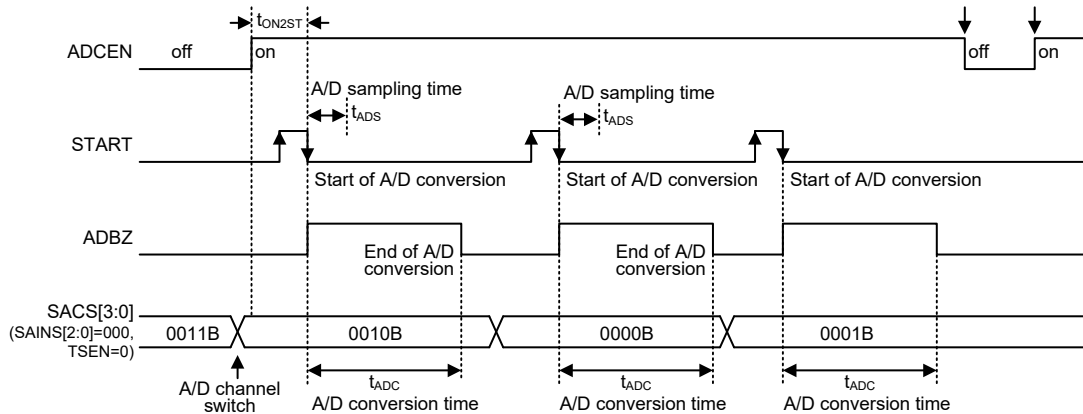 tON2ST
ADCEN
off
on
off
on
A/D sampling time
tADS
A/D sampling time
tADS
START
Start of A/D conversion
Start of A/D conversion
Start of A/D conversion
ADBZ
End of A/D
conversion
End of A/D
conversion
SACS[3:0]
(SAINS[2:0]=000,
TSEN=0)
0011B
0010B
0000B
0001B
A/D channel
switch
tADC
A/D conversion time
tADC
A/D conversion time
tADC
A/D conversion time